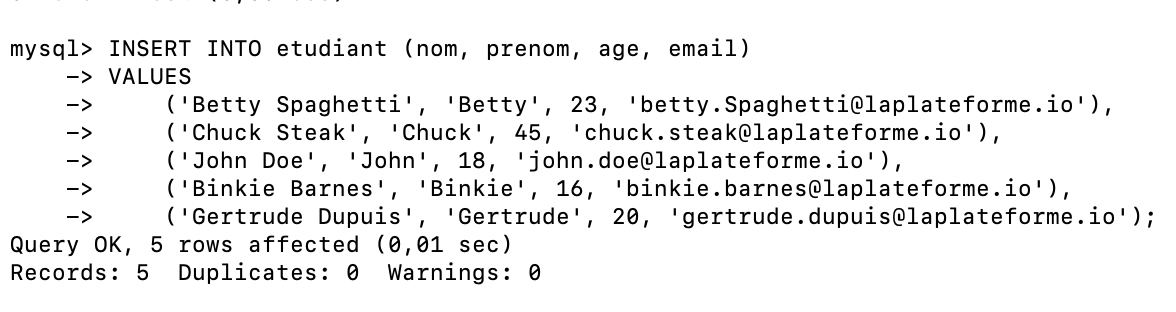 mysql> INSERT INTO etudiant (nom, prenom, age, email)
    -> VALUES
    ->     ('Betty Spaghetti', 'Betty', 23, 'betty.Spaghetti@laplateforme.io'),
    ->     ('Chuck Steak', 'Chuck', 45, 'chuck.steak@laplateforme.io'),
    ->     ('John Doe', 'John', 18, 'john.doe@laplateforme.io'),
    ->     ('Binkie Barnes', 'Binkie', 16, 'binkie.barnes@laplateforme.io'),
    ->     ('Gertrude Dupuis', 'Gertrude', 20, 'gertrude.dupuis@laplateforme.io');
Query OK, 5 rows affected (0,01 sec)
Records: 5  Duplicates: 0  Warnings: 0